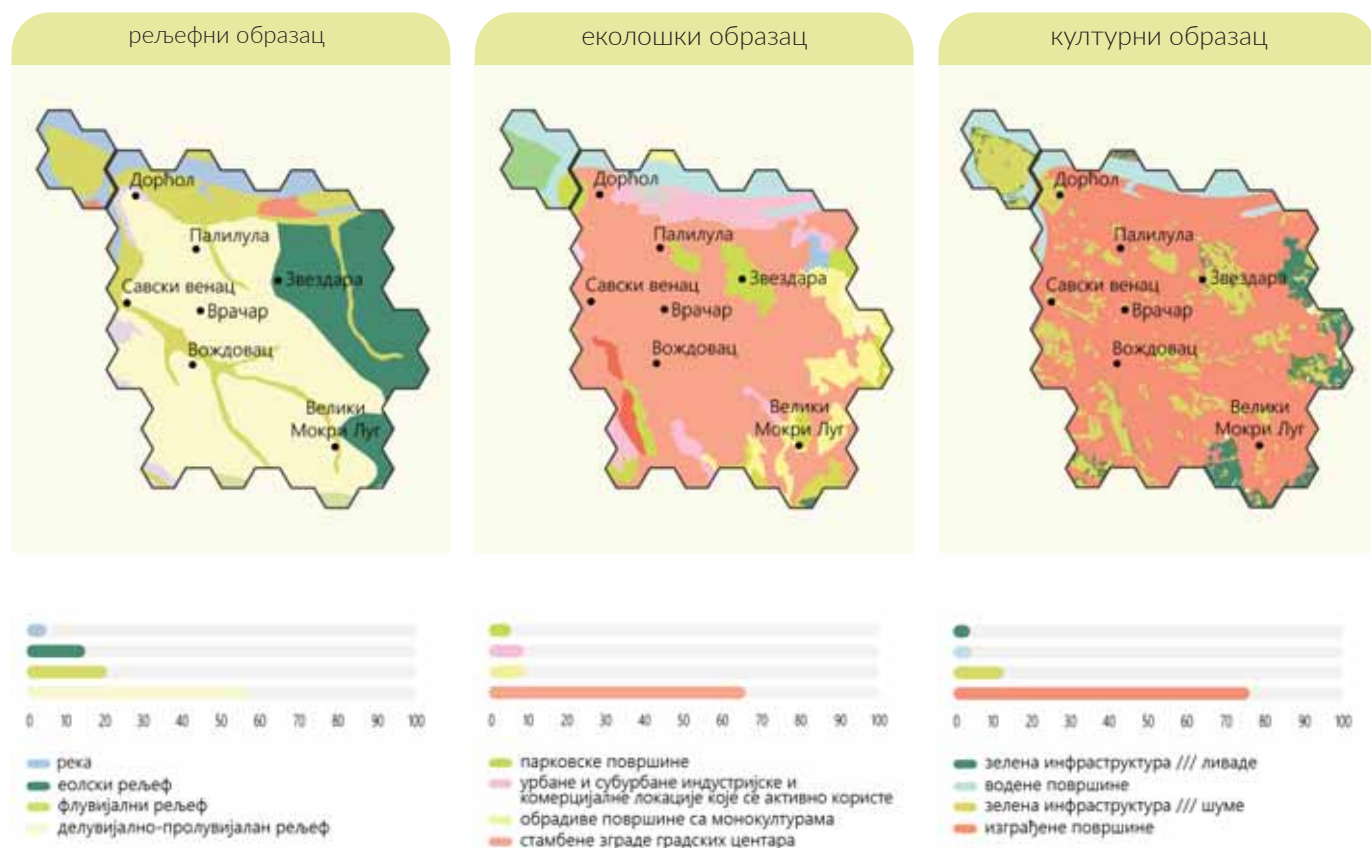 рељефни образац
Дорћол
Палилула
Звездара
Савски венац
Врачар
Вождовац
Велики
Мокри Луг
0 10 20 30 40 50 60 70 80 90 100
река
еолски рељеф
флувијални рељеф
делувијално-пролувијалан рељеф
еколошки образац
Дорћол
Палилула
Звездара
Савски венац
Врачар
Вождовац
Велики
Мокри Луг
0 10 20 30 40 50 60 70 80 90 100
парковске површине
урбане и субурбане индустријске и
комерцијалне локације које се активно користе
обрадиве површине са монокултурама
стамбене зграде градских центара
културни образац
Дорћол
Палилула
Звездара
Савски венац
Врачар
Вождовац
Велики
Мокри Луг
0 10 20 30 40 50 60 70 80 90 100
зелена инфраструктура /// ливаде
водене површине
зелена инфраструктура /// шуме
изграђене површине